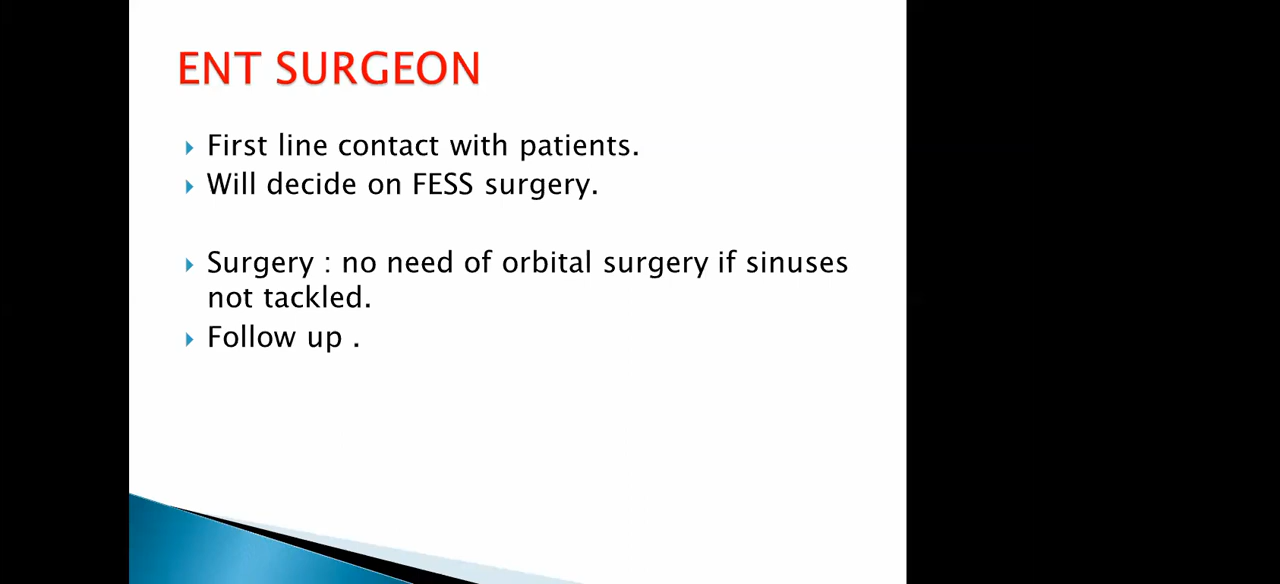 ENT SURGEON
First line contact with patients.
Will decide on FESS surgery.
Surgery : no need of orbital surgery if sinuses
not tackled.
Follow up .